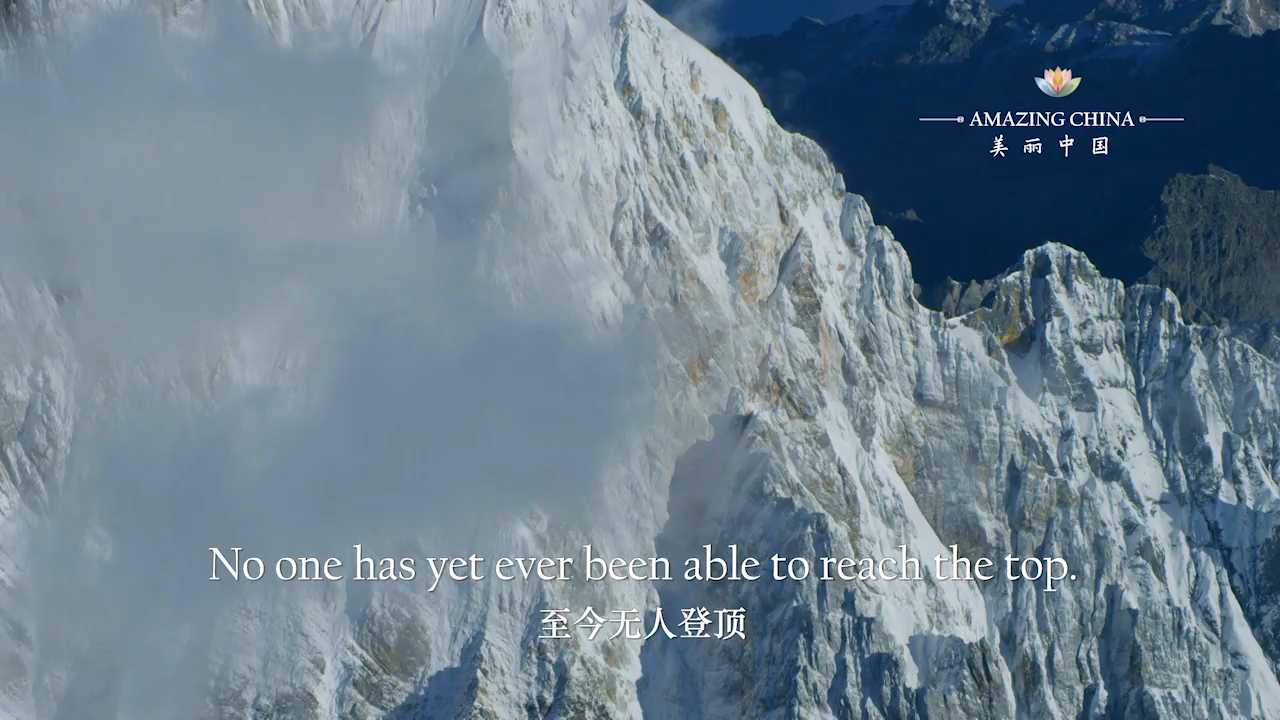 AMAZING CHINA
美丽中国
No one has yet ever been able to reach the top.
至今无人登顶